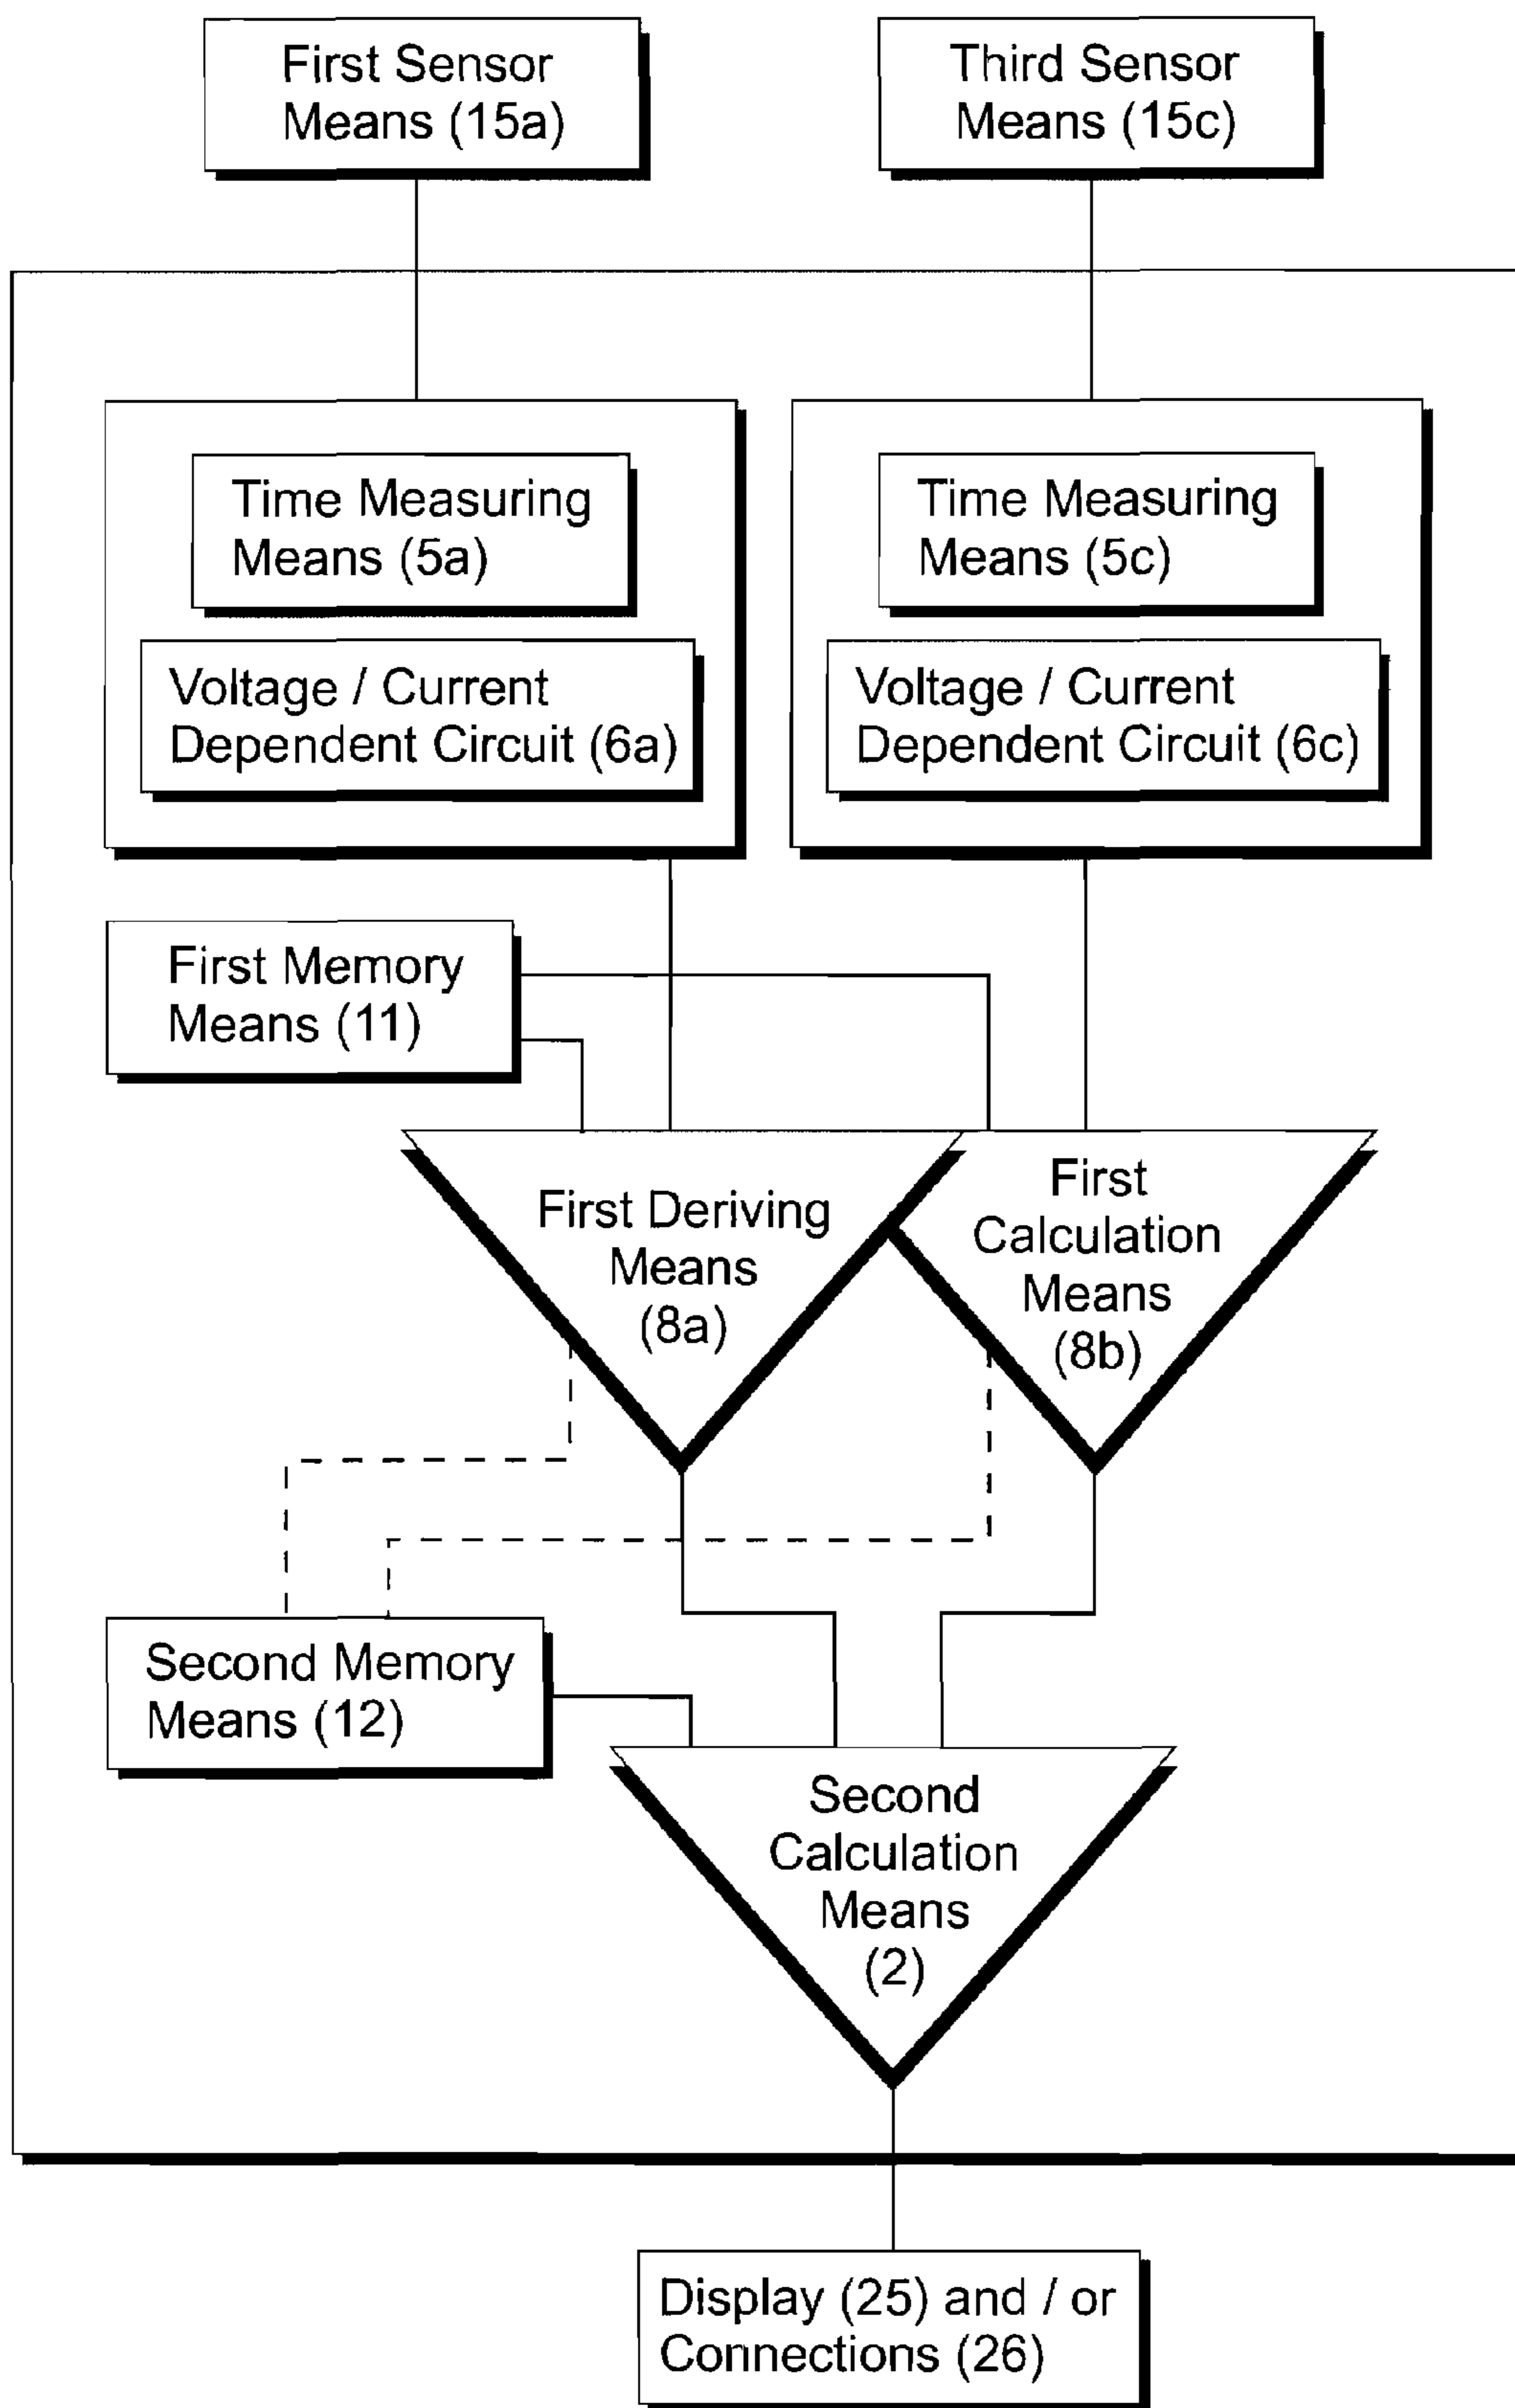 First Sensor
Means (15a)
Third Sensor
Means (15c)
Time Measuring
Means (5a)
Time Measuring
Means (5c)
Voltage / Current
Dependent Circuit (6a)
Voltage / Current
Dependent Circuit (6c)
First Memory
Means (11)
First Deriving
Means
(8a)
First
Calculation
Means
(8b)
Second Memory
Means (12)
Second
Calculation
Means
(2)
Display (25) and / or
Connections (26)